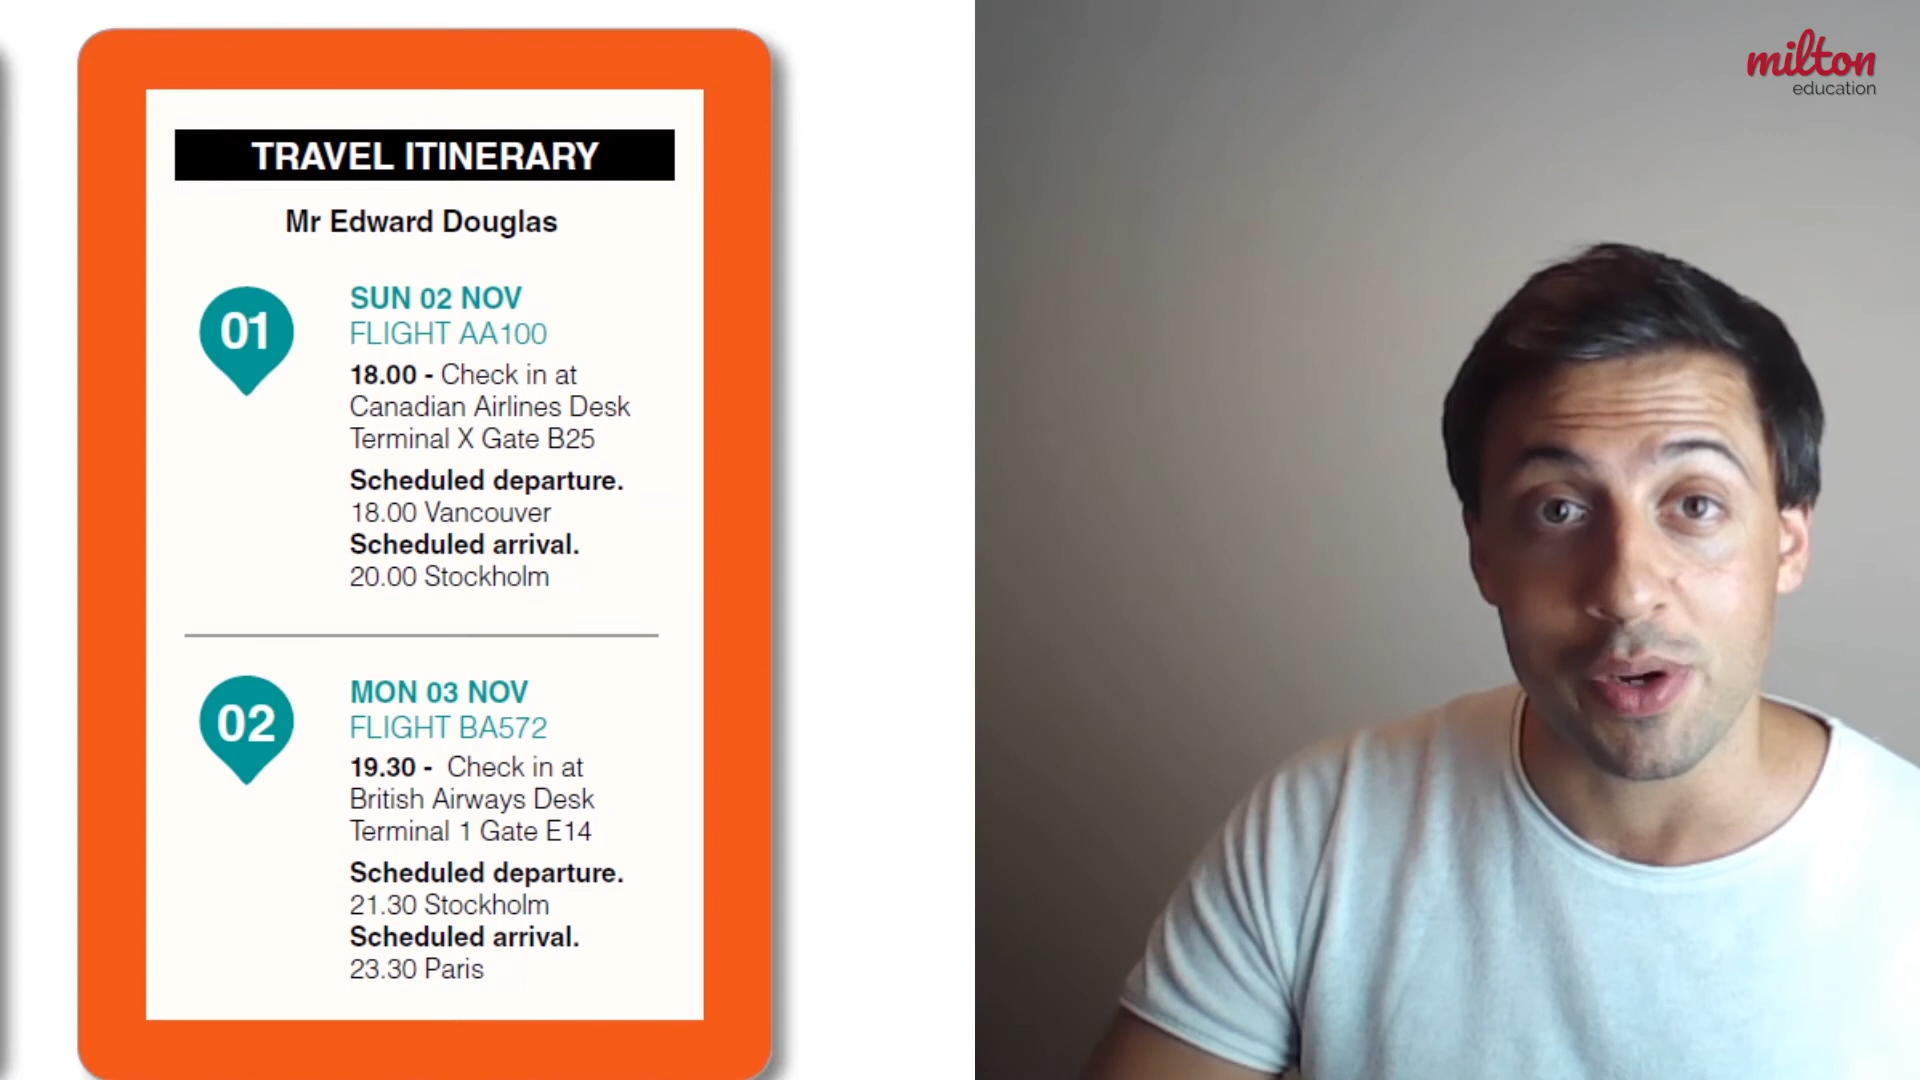 TRAVEL ITINERARY
Mr Edward Douglas
01
SUN 02 NOV
FLIGHT AA100
18.00 - Check in at
Canadian Airlines Desk
Terminal X Gate B25
Scheduled departure.
18.00 Vancouver
Scheduled arrival.
20.00 Stockholm
02
MON 03 NOV
FLIGHT BA572
19.30 - Check in at
British Airways Desk
Terminal 1 Gate E14
Scheduled departure.
21.30 Stockholm
Scheduled arrival.
23.30 Paris
milton
education